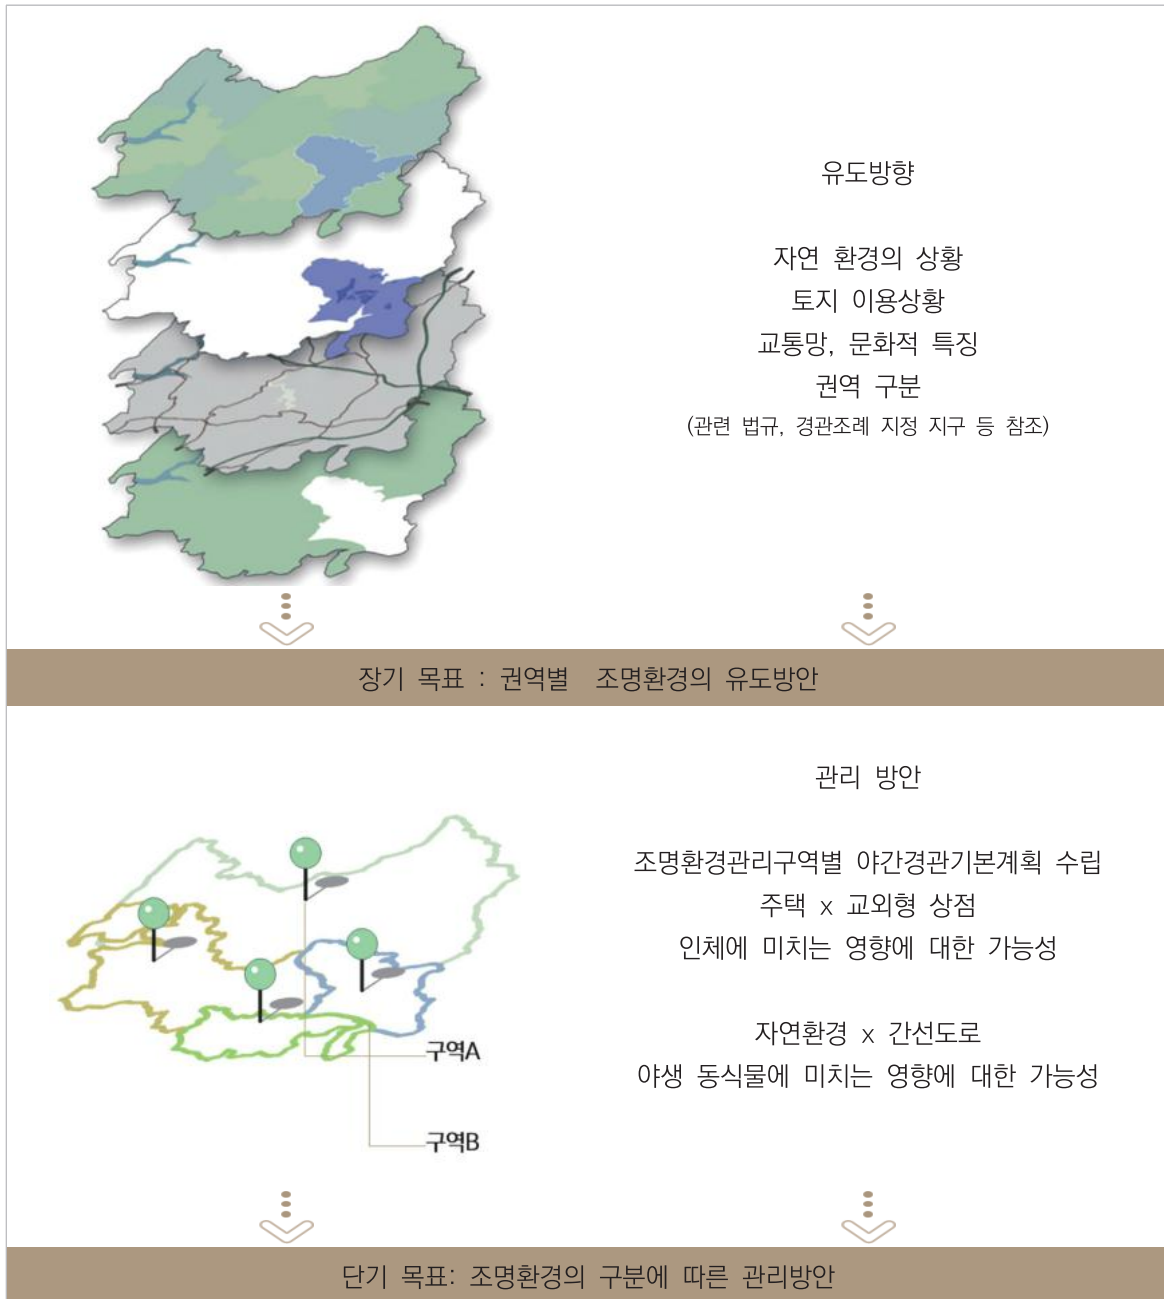 유도방향
자연 환경의 상황
토지 이용상황
교통망, 문화적 특징
권역 구분
(관련 법규, 경관조례 지정 지구 등 참조)
장기 목표 : 권역별 조명환경의 유도방안
관리 방안
조명환경관리구역별 야간경관기본계획 수립
주택 x 교외형 상점
인체에 미치는 영향에 대한 가능성
자연환경 x 간선도로
야생 동식물에 미치는 영향에 대한 가능성
구역A
구역B
단기 목표: 조명환경의 구분에 따른 관리방안